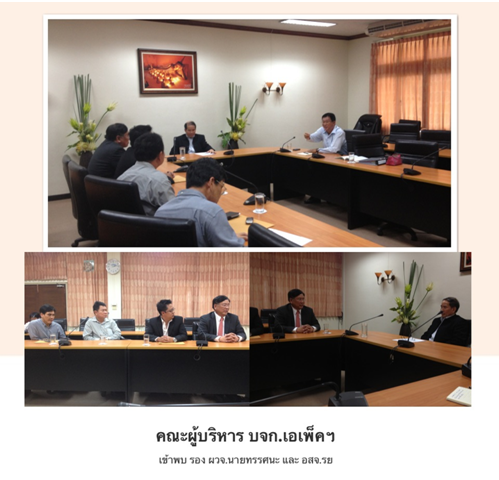 คณะผู้บริหาร บจก.เอเพ็คฯ
เข้าพบ รอง ผวจ.นายทรรศนะ และ อสจ.รย